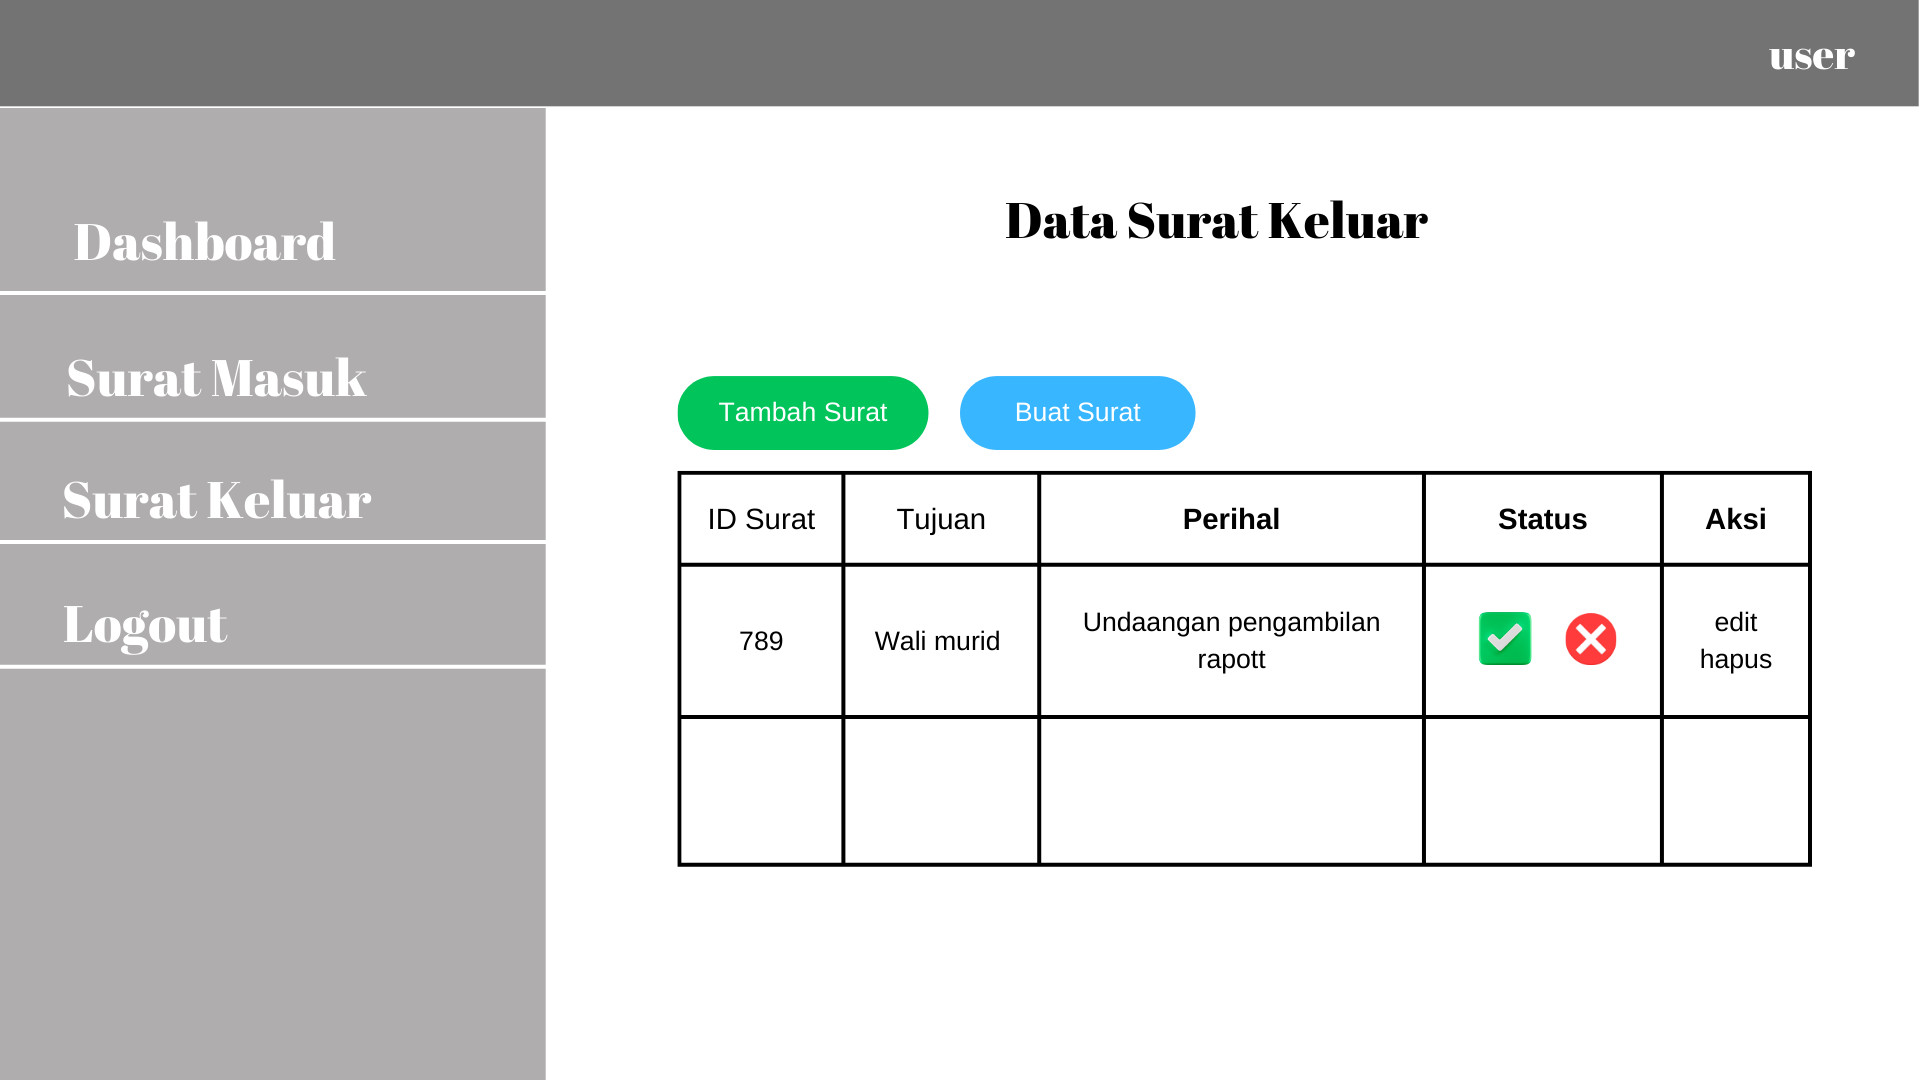 user
Dashboard
Surat Masuk
Surat Keluar
Logout
Data Surat Keluar
Tambah Surat
Buat Surat
ID Surat
Tujuan
Perihal
Status
Aksi
789
Wali murid
Undaangan pengambilan
rapott
edit
hapus